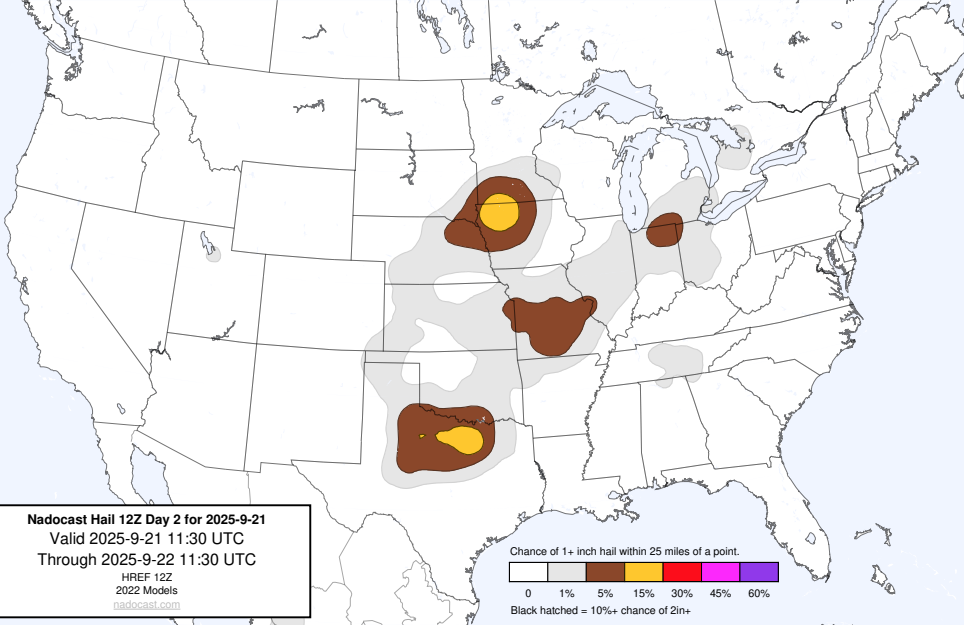 Nadocast Hail 12Z Day 2 for 2025-9-21
Valid 2025-9-21 11:30 UTC
Through 2025-9-22 11:30 UTC
HREF 12Z
2022 Models
nadocast.com
Chance of 1+ inch hail within 25 miles of a point.
0 1% 5% 15% 30% 45% 60%
Black hatched = 10%+ chance of 2in+